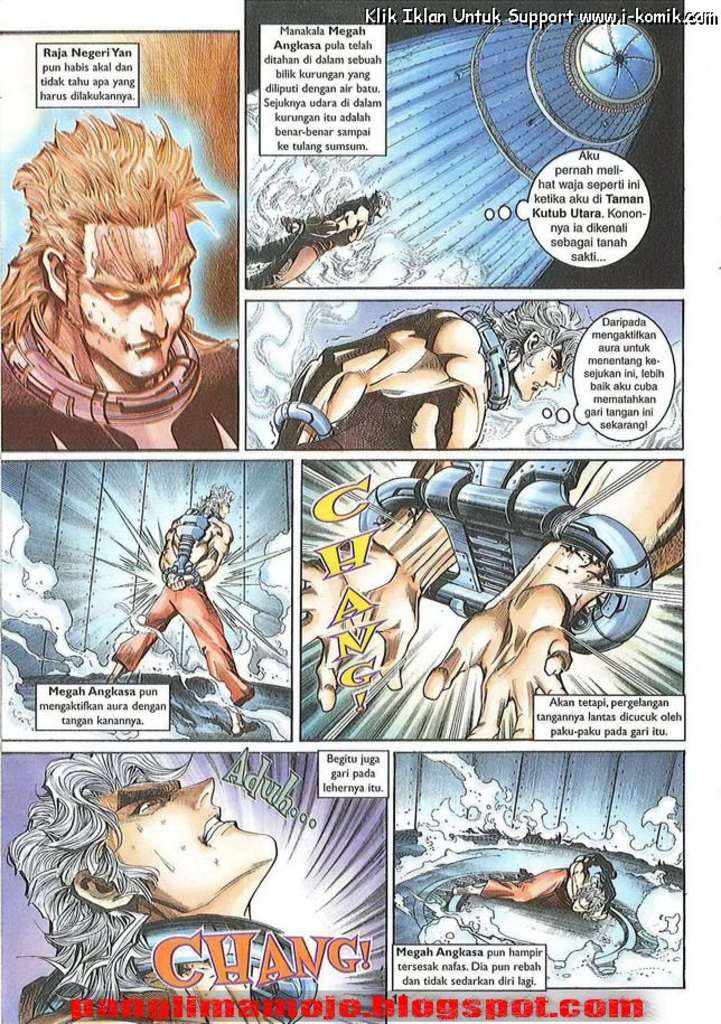 Klik Iklan Untuk Support www.i-komik.com
Raja Negeri Yan
pun habis akal dan
tidak tahu apa yang
harus dilakukannya.
Manakala Megah
Angkasa pula telah
ditahan di dalam sebuah
bilik kurungan yang
diliputi dengan air batu.
Sejuknya udara di dalam
kurungan itu adalah
benar-benar sampai
ke tulang sumsum.
Aku
pernah meli-
hat waja seperti ini
ketika aku di Taman
Kutub Utara. Konon-
nya ia dikenali
sebagai tanah
sakti...
Daripada
mengaktifkan
aura untuk
menentang ke-
sejukan ini, lebih
baik aku cuba
mematahkan
gari tangan ini
sekarang!
Megah Angkasa pun
mengaktifkan aura dengan
tangan kanannya.
CHANG!
Akan tetapi, pergelangan
tangannya lantas dicucuk oleh
paku-paku pada gari itu.
Aduh...
Begitu juga
gari pada
lehernya itu.
CHANG!
Megah Angkasa pun hampir
tersesak nafas. Dia pun rebah
dan tidak sedarkan diri lagi.
panglimamoje.blogspot.com